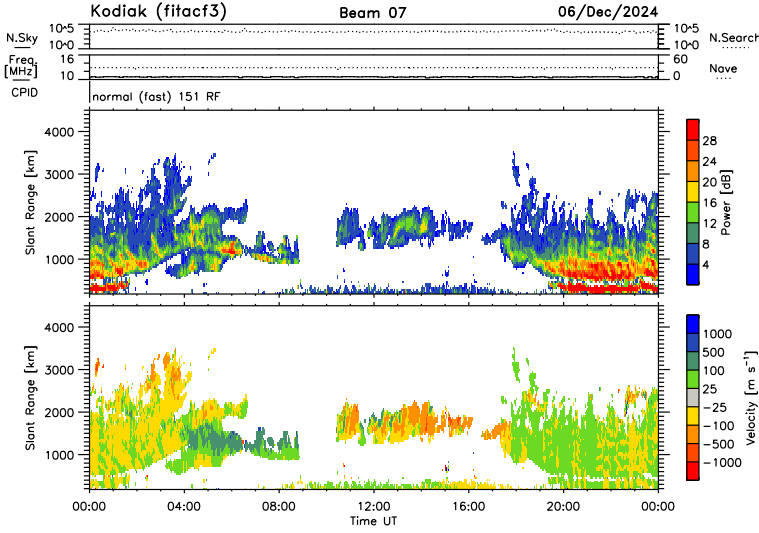 Kodiak (fitacf3) Beam 07 06/Dec/2024
N.Sky 10^5 10^0 10^5 10^0 N.Search
Freq. [MHz] 16 10 60 0 Nave
CPID normal (fast) 151 RF
Slant Range [km] 4000 3000 2000 1000
28 24 20 16 12 8 4 Power [dB]
Slant Range [km] 4000 3000 2000 1000
1000 500 100 25 −25 −100 −500 −1000 Velocity [m s⁻¹]
00:00 04:00 08:00 12:00 16:00 20:00 00:00
Time UT